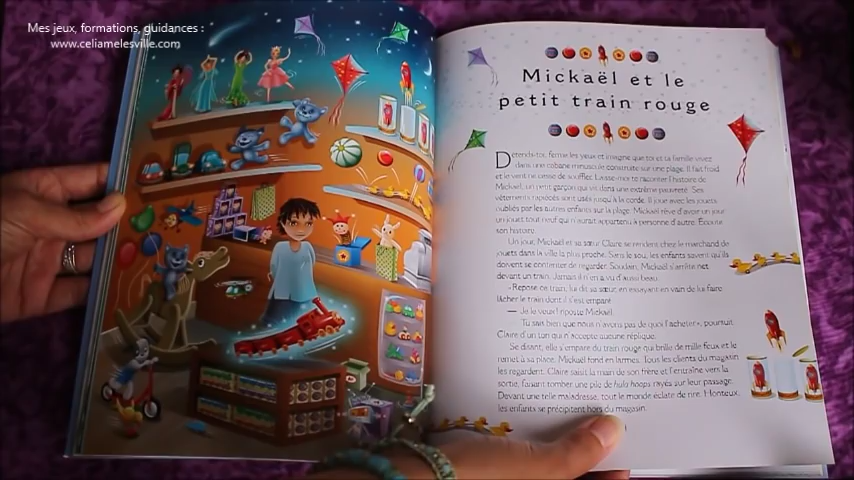 Mes jeux, formations, guidances :
www.celiamelesville.com
Mickaël et le
petit train rouge
Détends-toi, ferme les yeux et imagine que toi et ta famille vivez
dans une cabane minuscule construite sur une plage. Il fait froid
et le vent ne cesse de souffler. Laisse-moi te raconter l'histoire de
Mickaël, un petit garçon qui vit dans une extrême pauvreté. Ses
vêtements rapiécés sont usés jusqu'à la corde. Il joue avec les jouets
oubliés par les autres enfants sur la plage. Mickaël rêve d'avoir un jour
un jouet tout neuf qui n'aurait appartenu à personne d'autre. Écoute
son histoire.
Un jour, Mickaël et sa sœur Claire se rendent chez le marchand de
jouets dans la ville la plus proche. Sans le sou, les enfants savent qu'ils
doivent se contenter de regarder. Soudain, Mickaël s'arrête net
devant un train. Jamais il n'en a vu d'aussi beau.
– Repose ce train, lui dit sa sœur, en essayant en vain de lui faire
lâcher le train dont il s'est emparé.
— Je le veux ! riposte Mickaël.
Tu sais bien que nous n'avons pas de quoi l'acheter », poursuit
Claire d'un ton qui n'accepte aucune réplique.
Se disant, elle s'empare du train rouge qui brille de mille feux et le
remet à sa place. Mickaël fond en larmes. Tous les clients du magasin
les regardent. Claire saisit la main de son frère et l'entraîne vers la
sortie, faisant tomber une pile de hula hoops rayés sur leur passage.
Devant une telle maladresse, tout le monde éclate de rire. Honteux,
les enfants se précipitent hors du magasin.